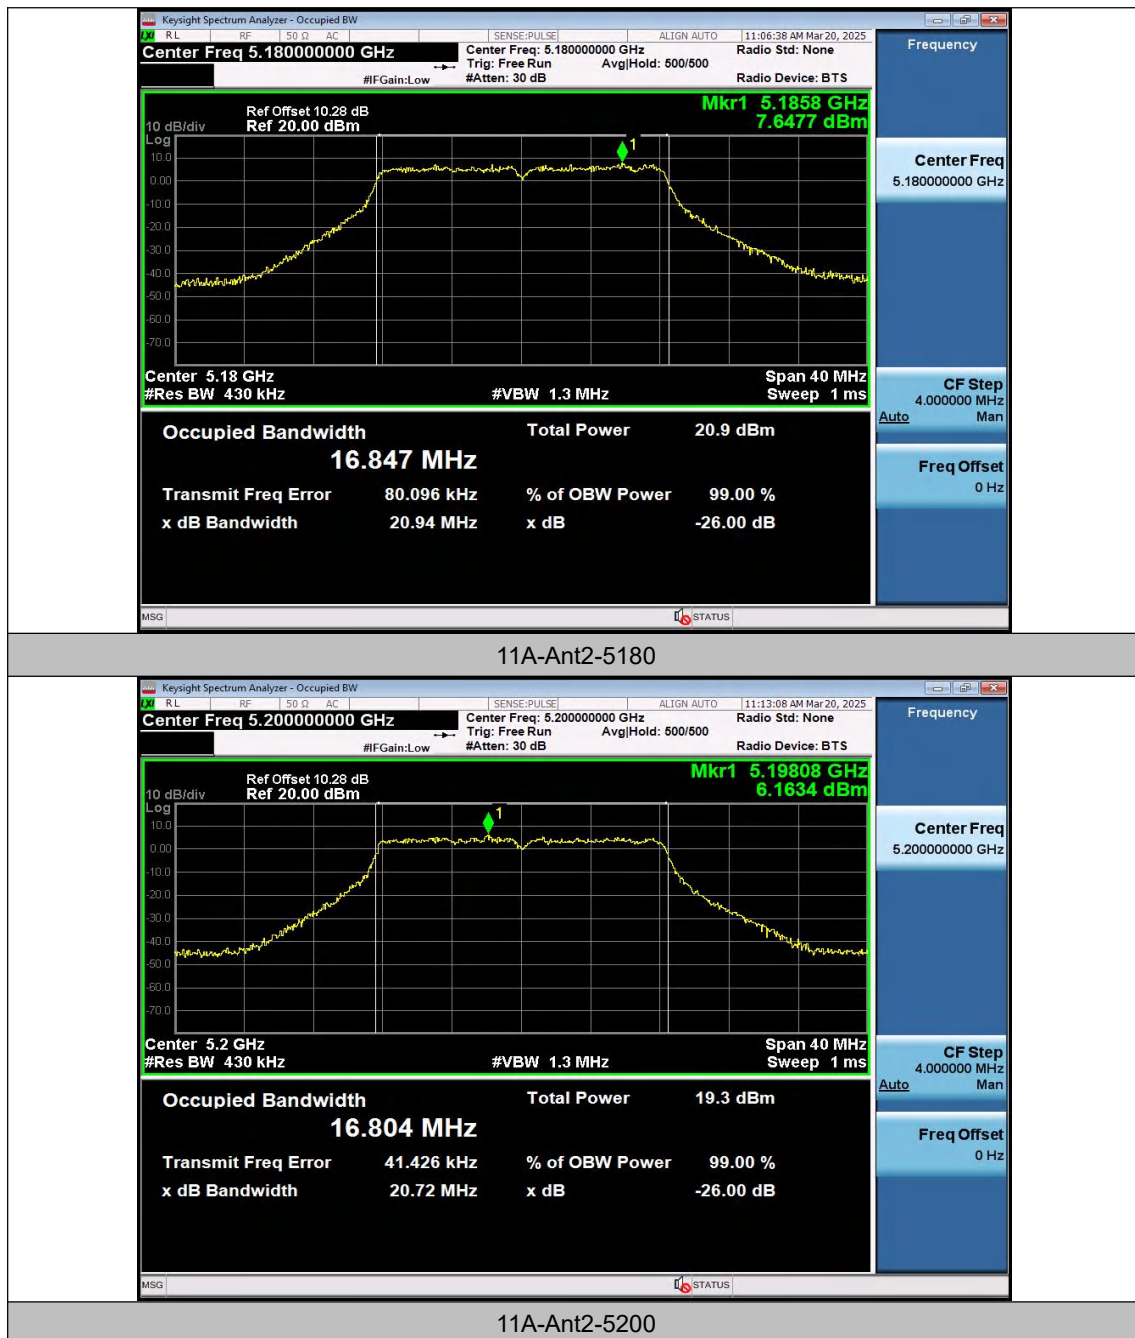 Keysight Spectrum Analyzer - Occupied BW
LXI RL RF 50 Ω AC SENSE:PULSE ALIGN AUTO 11:06:38 AM Mar 20, 2025
Center Freq 5.180000000 GHz
Center Freq: 5.180000000 GHz Radio Std: None
Trig: Free Run Avg|Hold: 500/500
#IFGain:Low #Atten: 30 dB Radio Device: BTS
Frequency
Mkr1 5.1858 GHz
7.6477 dBm
Ref Offset 10.28 dB
10 dB/div Ref 20.00 dBm
Log
1
10.0
0.00
-10.0
-20.0
-30.0
-40.0
-50.0
-60.0
-70.0
Center Freq
5.180000000 GHz
Center 5.18 GHz Span 40 MHz
#Res BW 430 kHz #VBW 1.3 MHz Sweep 1 ms
CF Step
4.000000 MHz
Auto Man
Occupied Bandwidth Total Power 20.9 dBm
16.847 MHz
Transmit Freq Error 80.096 kHz % of OBW Power 99.00 %
x dB Bandwidth 20.94 MHz x dB -26.00 dB
Freq Offset
0 Hz
MSG STATUS
11A-Ant2-5180
Keysight Spectrum Analyzer - Occupied BW
LXI RL RF 50 Ω AC SENSE:PULSE ALIGN AUTO 11:13:08 AM Mar 20, 2025
Center Freq 5.200000000 GHz
Center Freq: 5.200000000 GHz Radio Std: None
Trig: Free Run Avg|Hold: 500/500
#IFGain:Low #Atten: 30 dB Radio Device: BTS
Frequency
Mkr1 5.19808 GHz
6.1634 dBm
Ref Offset 10.28 dB
10 dB/div Ref 20.00 dBm
Log
1
10.0
0.00
-10.0
-20.0
-30.0
-40.0
-50.0
-60.0
-70.0
Center Freq
5.200000000 GHz
Center 5.2 GHz Span 40 MHz
#Res BW 430 kHz #VBW 1.3 MHz Sweep 1 ms
CF Step
4.000000 MHz
Auto Man
Occupied Bandwidth Total Power 19.3 dBm
16.804 MHz
Transmit Freq Error 41.426 kHz % of OBW Power 99.00 %
x dB Bandwidth 20.72 MHz x dB -26.00 dB
Freq Offset
0 Hz
MSG STATUS
11A-Ant2-5200